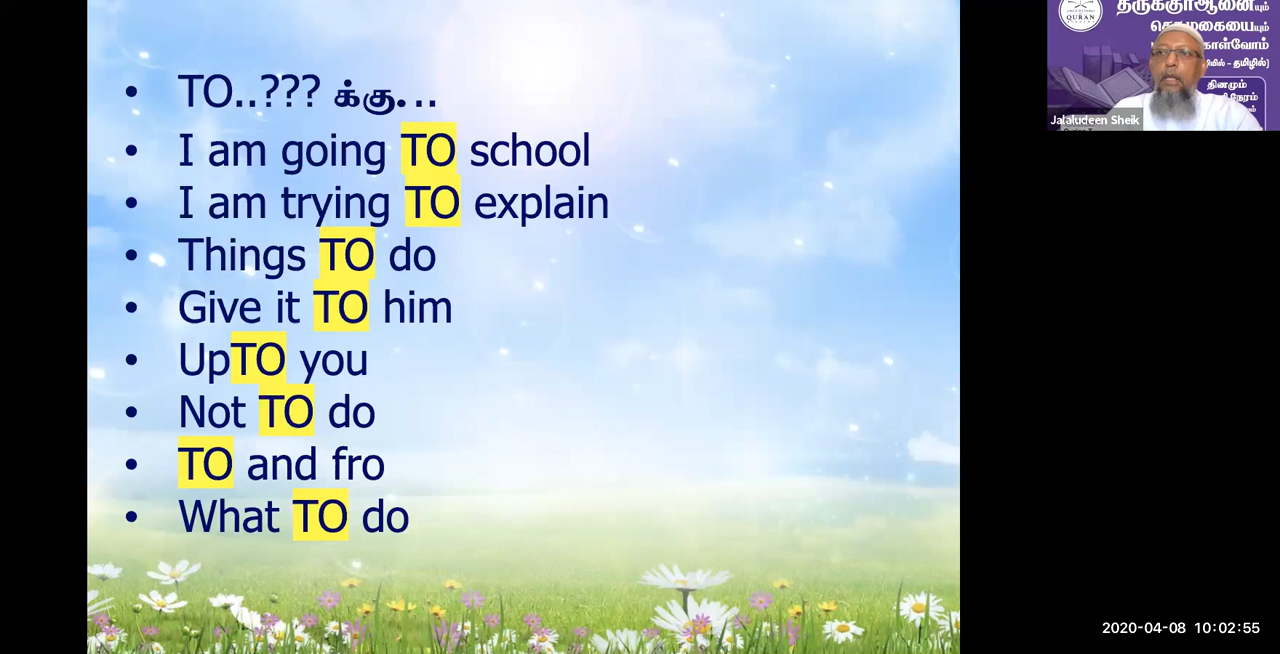 • TO..??? க்கு...
• I am going TO school
• I am trying TO explain
• Things TO do
• Give it TO him
• UpTO you
• Not TO do
• TO and fro
• What TO do
QURAN
தினமும்
Jalaludeen Sheik
2020-04-08 10:02:55